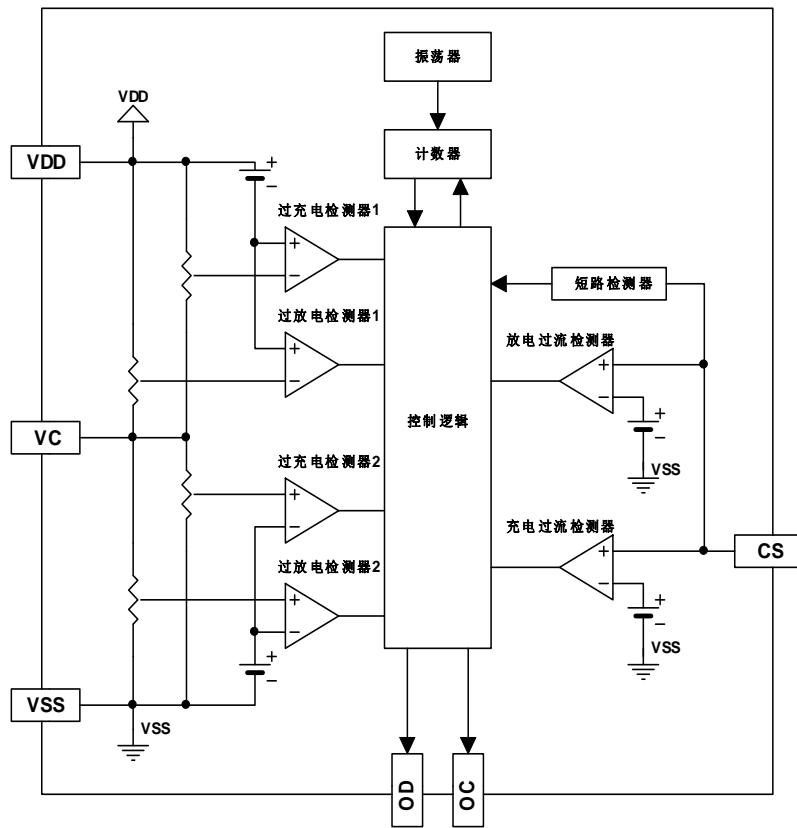 振荡器
VDD
计数器
VDD
+
−
过充电检测器1
+
−
短路检测器
过放电检测器1
+
−
放电过流检测器
+
−
+
−
VSS
控制逻辑
VC
过充电检测器2
+
−
充电过流检测器
+
−
CS
过放电检测器2
+
−
+
−
VSS
+
−
VSS
VSS
OD
OC